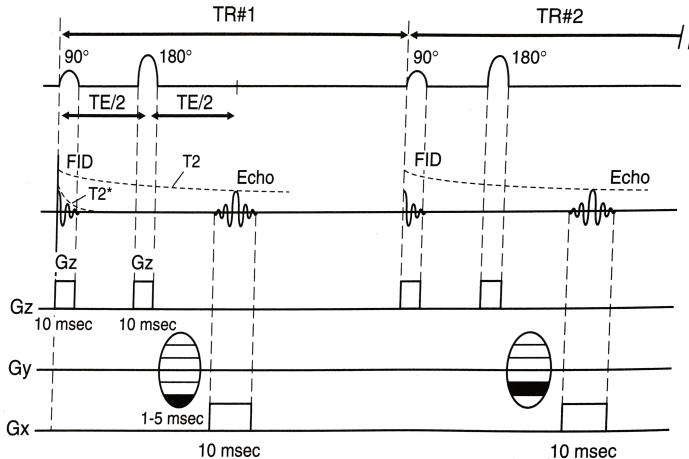 TR#1
TR#2
90°
180°
90°
180°
TE/2
TE/2
FID
T2
Echo
FID
Echo
T2*
Gz
Gz
Gz
10 msec
10 msec
Gy
1-5 msec
Gx
10 msec
10 msec